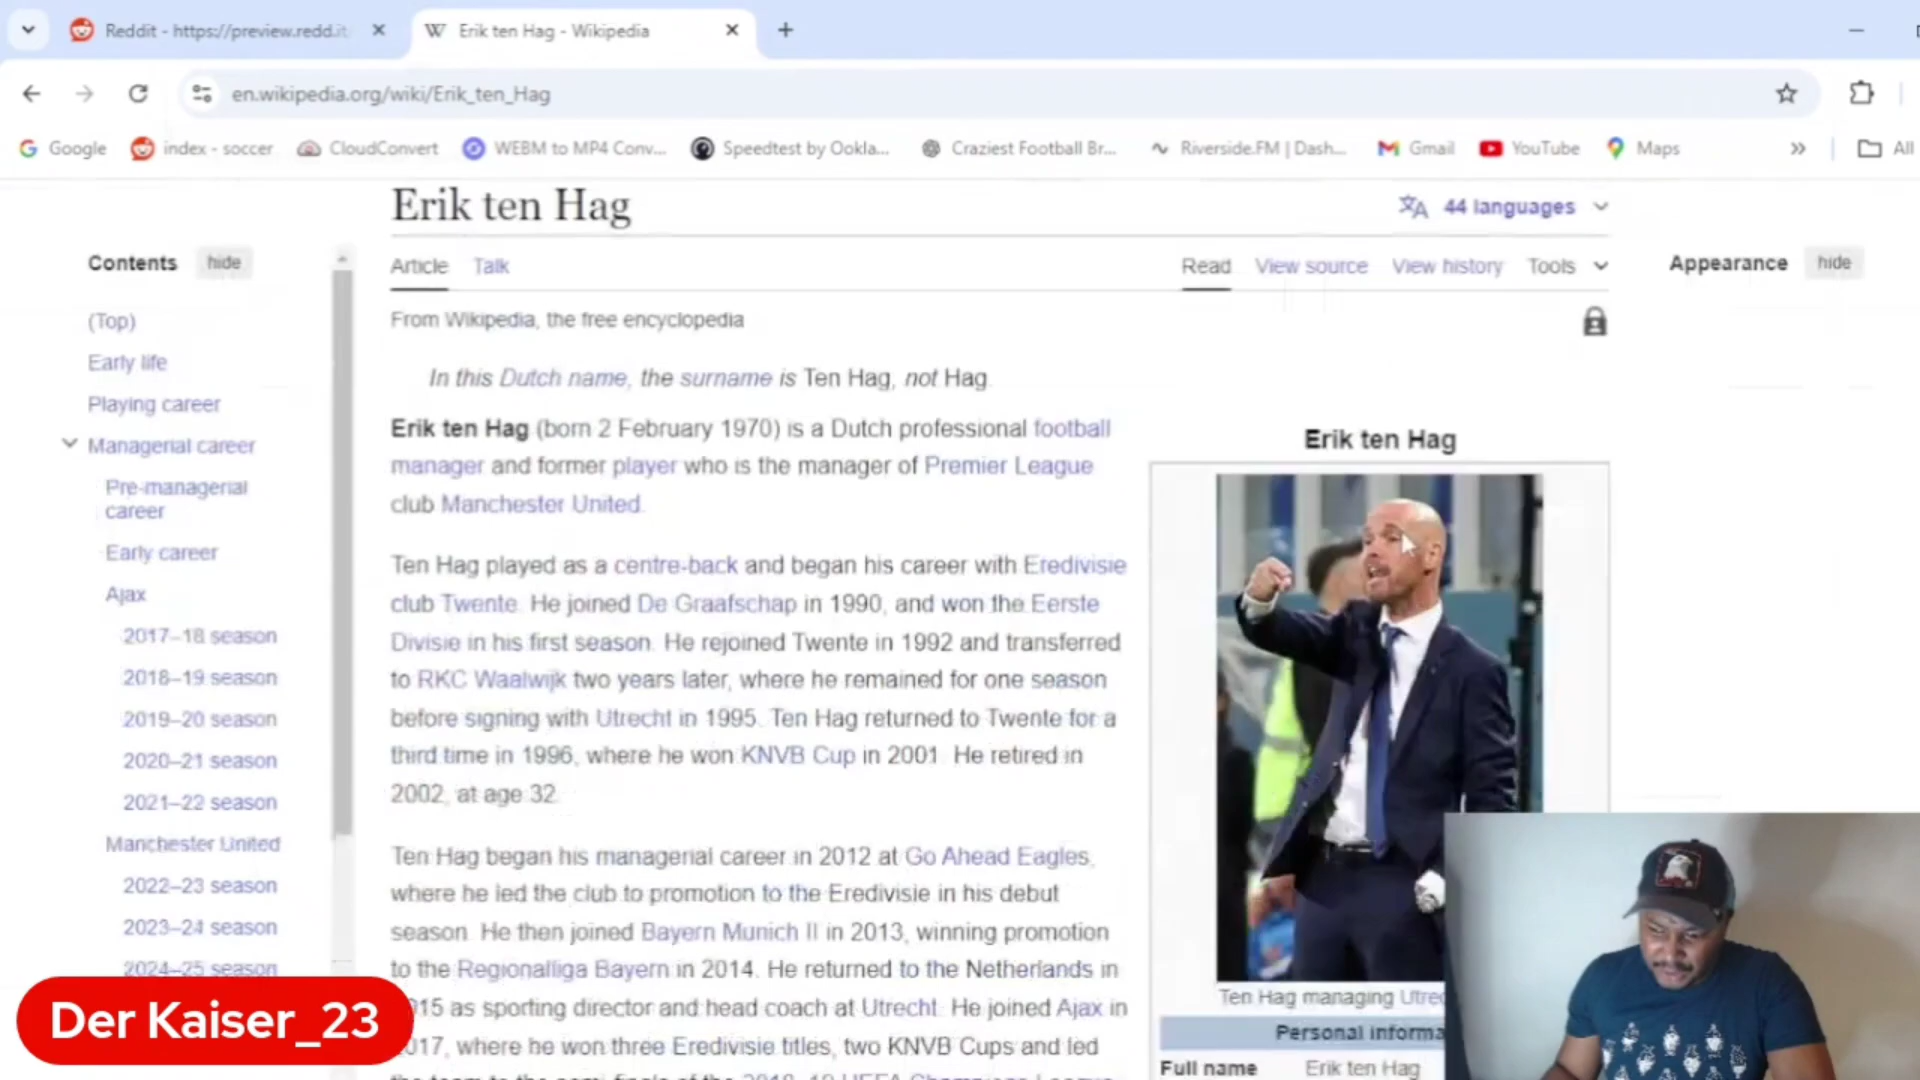 Reddit - https://preview.redd.it
Erik ten Hag - Wikipedia
en.wikipedia.org/wiki/Erik_ten_Hag
Google
index - soccer
CloudConvert
WEBM to MP4 Conv...
Speedtest by Ookla...
Craziest Football Br...
Riverside.FM | Dash...
Gmail
YouTube
Maps
All
Erik ten Hag
44 languages
Contents hide
Article Talk
Read View source View history Tools
Appearance hide
(Top)
Early life
Playing career
Managerial career
Pre-managerial
career
Early career
Ajax
2017–18 season
2018–19 season
2019–20 season
2020–21 season
2021–22 season
Manchester United
2022–23 season
2023–24 season
2024–25 season
From Wikipedia, the free encyclopedia
In this Dutch name, the surname is Ten Hag, not Hag.
Erik ten Hag (born 2 February 1970) is a Dutch professional football
manager and former player who is the manager of Premier League
club Manchester United.
Ten Hag played as a centre-back and began his career with Eredivisie
club Twente. He joined De Graafschap in 1990, and won the Eerste
Divisie in his first season. He rejoined Twente in 1992 and transferred
to RKC Waalwijk two years later, where he remained for one season
before signing with Utrecht in 1995. Ten Hag returned to Twente for a
third time in 1996, where he won KNVB Cup in 2001. He retired in
2002, at age 32.
Ten Hag began his managerial career in 2012 at Go Ahead Eagles,
where he led the club to promotion to the Eredivisie in his debut
season. He then joined Bayern Munich II in 2013, winning promotion
to the Regionalliga Bayern in 2014. He returned to the Netherlands in
015 as sporting director and head coach at Utrecht. He joined Ajax in
017, where he won three Eredivisie titles, two KNVB Cups and led
Erik ten Hag
Ten Hag managing Utrec
Personal informa
Full name Erik ten Hag
Der Kaiser_23